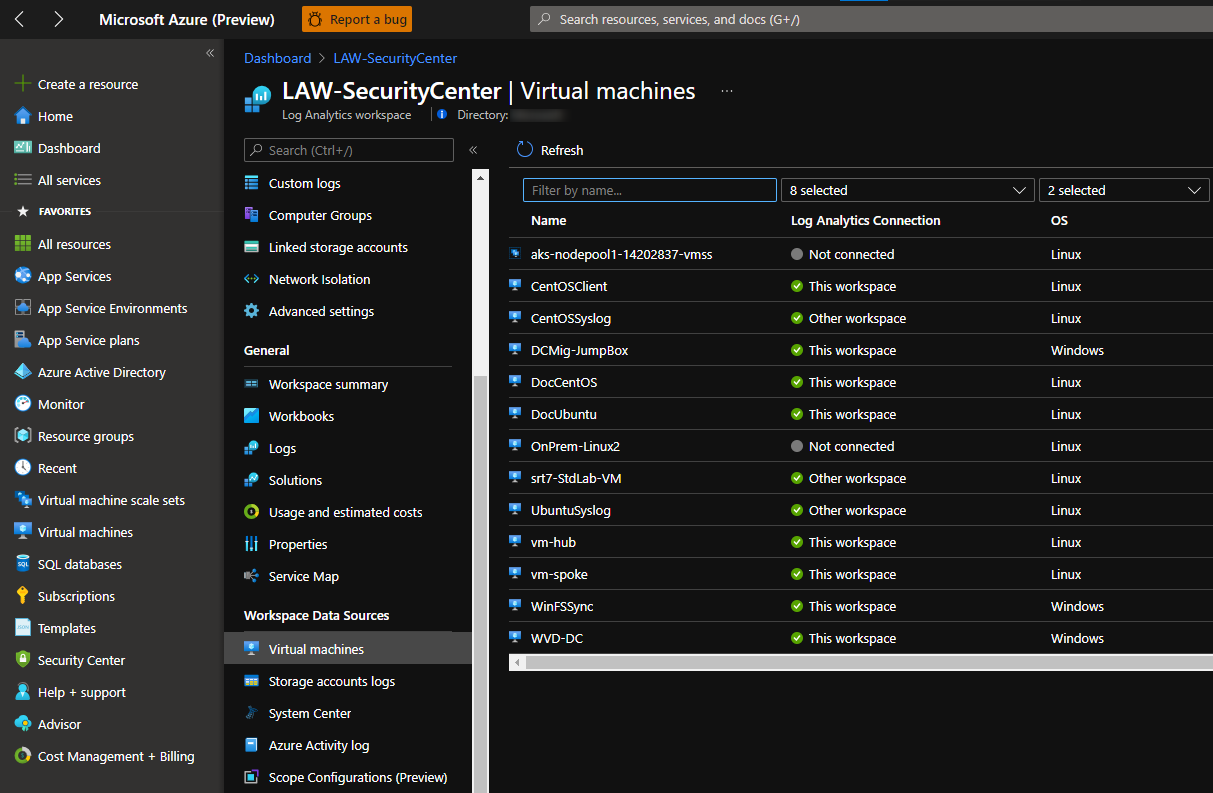 Microsoft Azure (Preview)
Report a bug
Search resources, services, and docs (G+/)
Create a resource
Home
Dashboard
All services
FAVORITES
All resources
App Services
App Service Environments
App Service plans
Azure Active Directory
Monitor
Resource groups
Recent
Virtual machine scale sets
Virtual machines
SQL databases
Subscriptions
Templates
Security Center
Help + support
Advisor
Cost Management + Billing
Dashboard > LAW-SecurityCenter
LAW-SecurityCenter | Virtual machines ...
Log Analytics workspace | Directory:
Search (Ctrl+/)
Custom logs
Computer Groups
Linked storage accounts
Network Isolation
Advanced settings
General
Workspace summary
Workbooks
Logs
Solutions
Usage and estimated costs
Properties
Service Map
Workspace Data Sources
Virtual machines
Storage accounts logs
System Center
Azure Activity log
Scope Configurations (Preview)
Refresh
Filter by name... 8 selected 2 selected
Name Log Analytics Connection OS
aks-nodepool1-14202837-vmss Not connected Linux
CentOSClient This workspace Linux
CentOSSyslog Other workspace Linux
DCMig-JumpBox This workspace Windows
DocCentOS This workspace Linux
DocUbuntu This workspace Linux
OnPrem-Linux2 Not connected Linux
srt7-StdLab-VM Other workspace Linux
UbuntuSyslog Other workspace Linux
vm-hub This workspace Linux
vm-spoke This workspace Linux
WinFSSync This workspace Windows
WVD-DC This workspace Windows